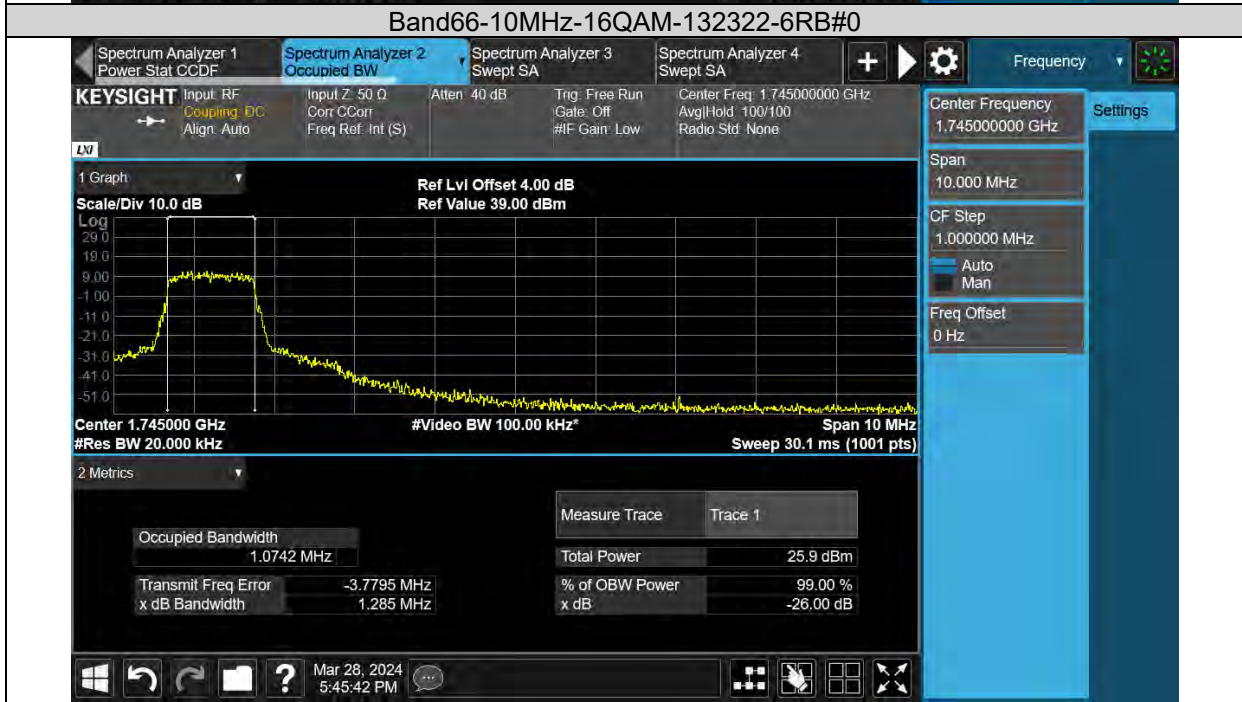 Band66-10MHz-16QAM-132322-6RB#0
Spectrum Analyzer 1
Power Stat CCDF
Spectrum Analyzer 2
Occupied BW
Spectrum Analyzer 3
Swept SA
Spectrum Analyzer 4
Swept SA
Frequency
KEYSIGHT
Input: RF
Coupling: DC
Align: Auto
Input Z: 50 Ω
Corr CCorr
Freq Ref: Int (S)
Atten: 40 dB
Trig: Free Run
Gate: Off
#IF Gain: Low
Center Freq: 1.745000000 GHz
Avg|Hold: 100/100
Radio Std: None
LXI
Center Frequency
1.745000000 GHz
Settings
Span
10.000 MHz
CF Step
1.000000 MHz
Auto
Man
Freq Offset
0 Hz
1 Graph
Scale/Div 10.0 dB
Ref Lvl Offset 4.00 dB
Ref Value 39.00 dBm
Log
29.0
19.0
9.00
-1.00
-11.0
-21.0
-31.0
-41.0
-51.0
Center 1.745000 GHz
#Res BW 20.000 kHz
#Video BW 100.00 kHz*
Span 10 MHz
Sweep 30.1 ms (1001 pts)
2 Metrics
Measure Trace Trace 1
Occupied Bandwidth
1.0742 MHz
Total Power 25.9 dBm
Transmit Freq Error -3.7795 MHz
% of OBW Power 99.00 %
x dB Bandwidth 1.285 MHz
x dB -26.00 dB
Mar 28, 2024
5:45:42 PM